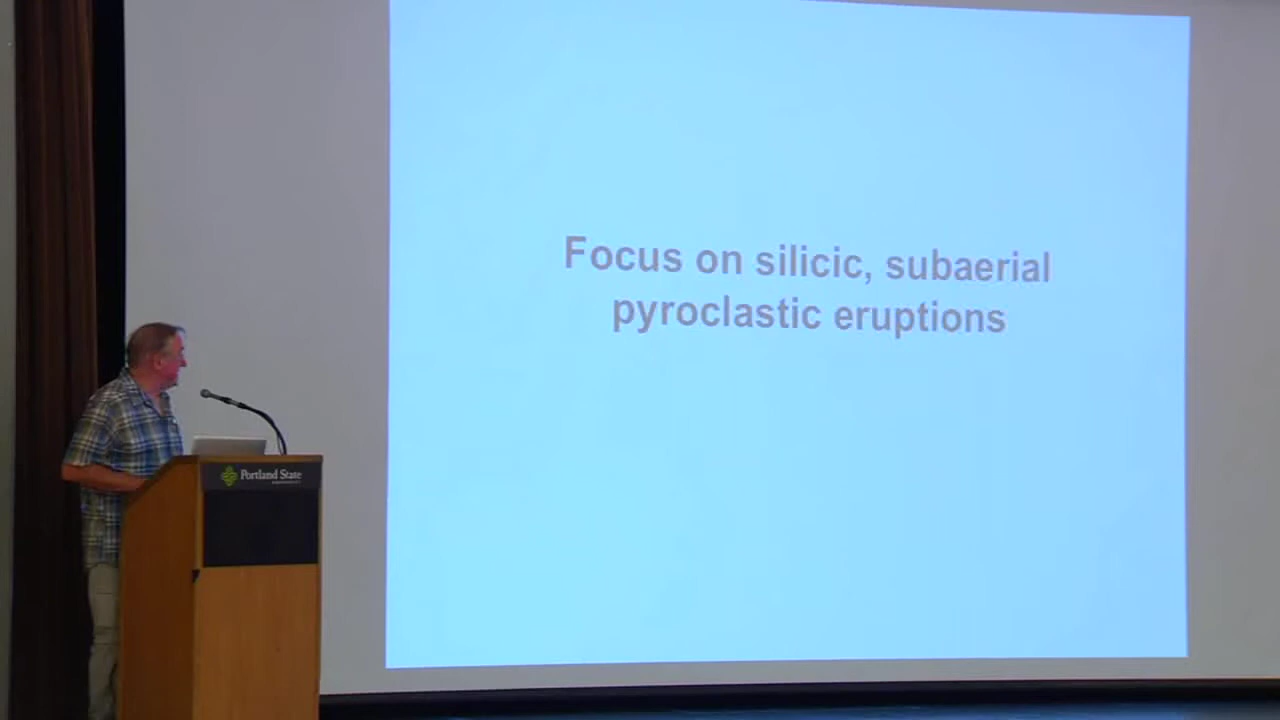 Focus on silicic, subaerial
pyroclastic eruptions
Portland State